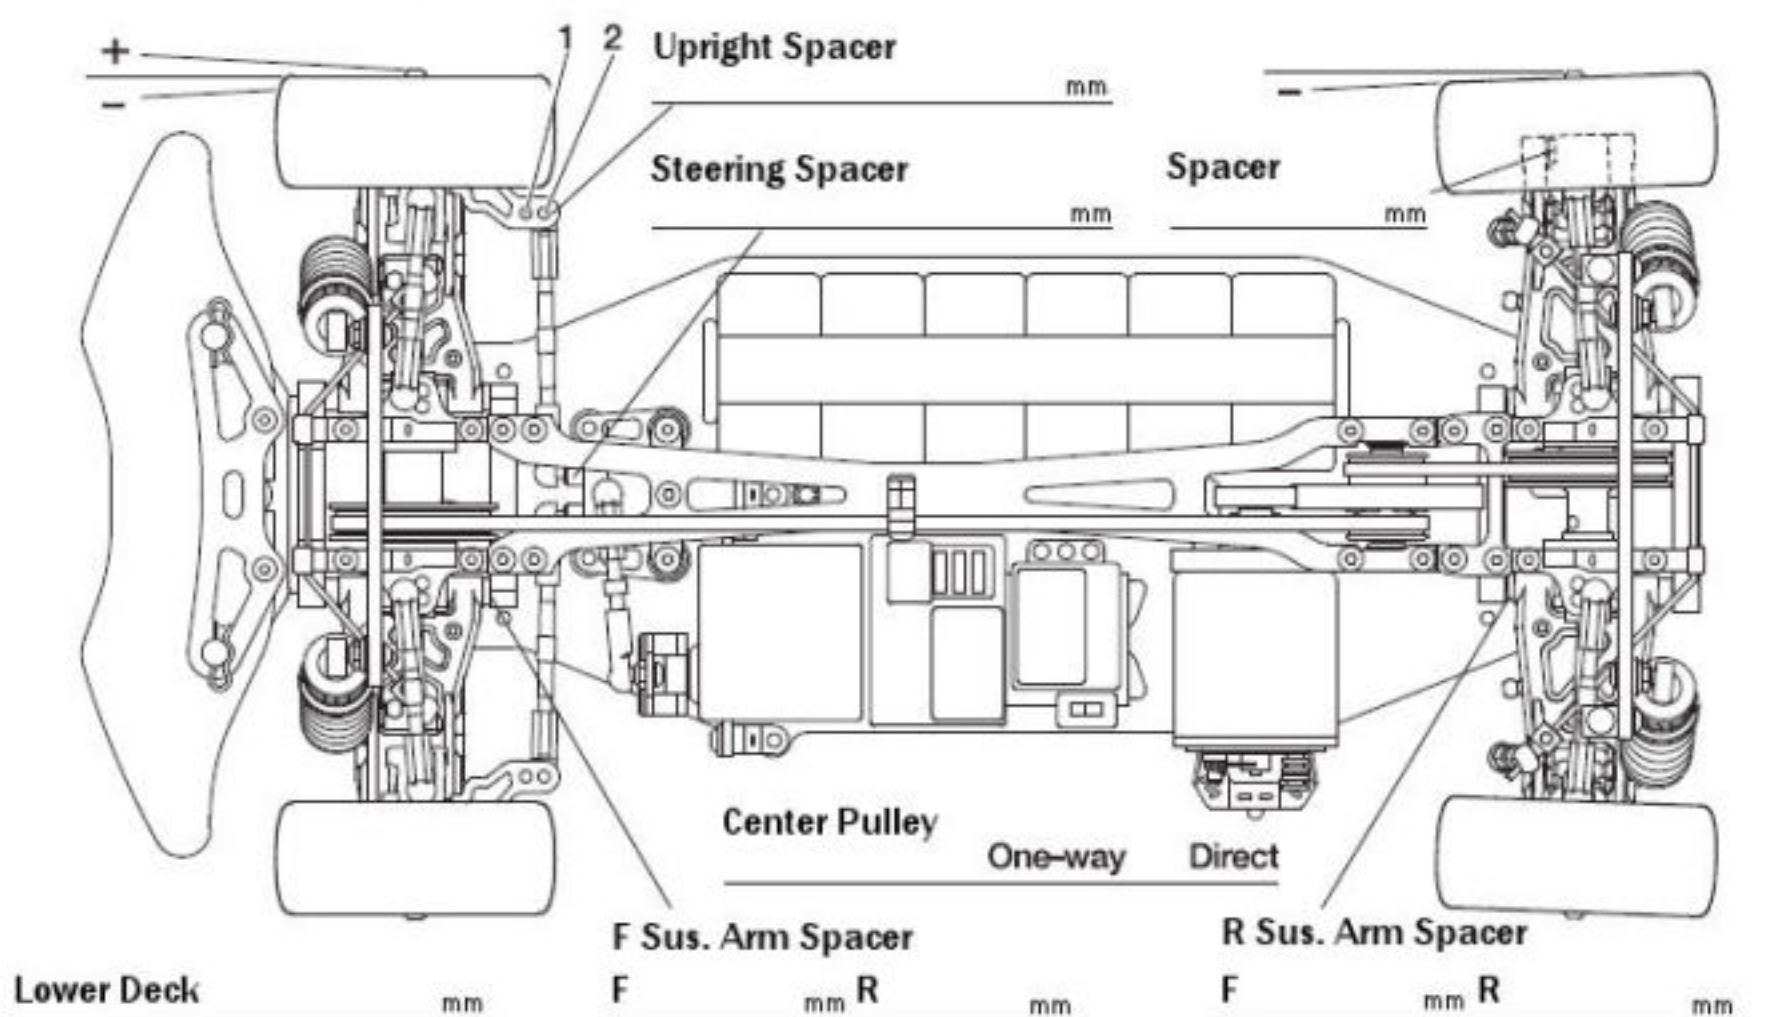 +
1 2
Upright Spacer
mm
−
−
Steering Spacer
mm
Spacer
mm
Center Pulley
One-way Direct
F Sus. Arm Spacer
R Sus. Arm Spacer
Lower Deck mm
F mm R mm
F mm R mm